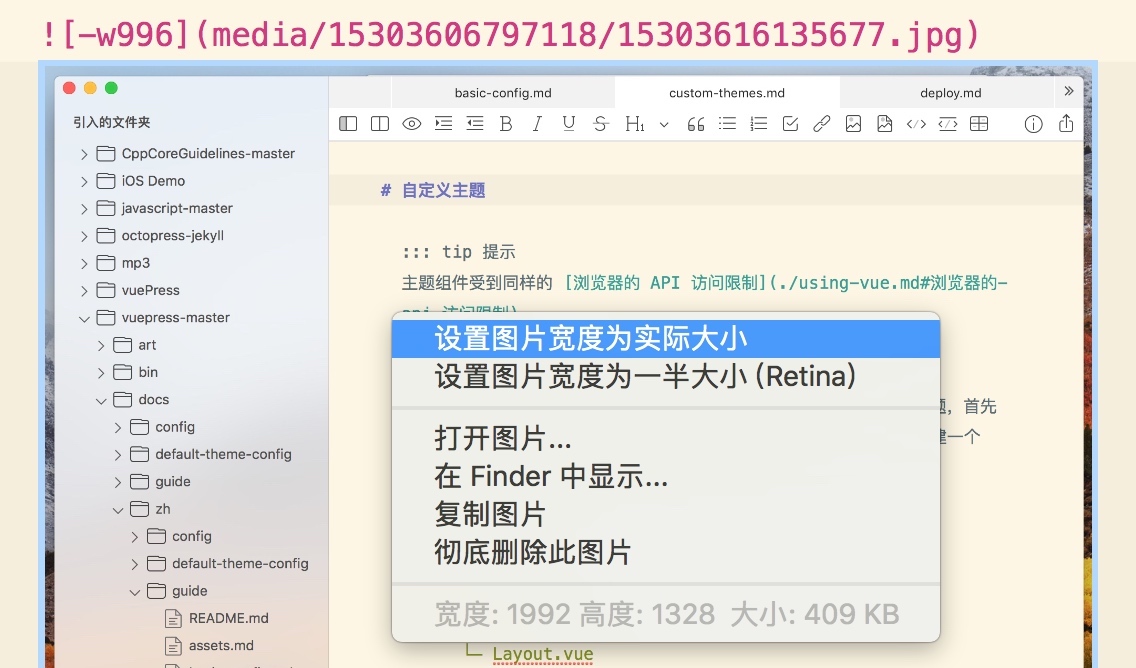 ![-w996](media/15303606797118/15303616135677.jpg)
basic-config.md
custom-themes.md
deploy.md
引入的文件夹
CppCoreGuidelines-master
iOS Demo
javascript-master
octopress-jekyll
mp3
vuePress
vuepress-master
art
bin
docs
config
default-theme-config
guide
zh
config
default-theme-config
guide
README.md
assets.md
B I U S H1
# 自定义主题
::: tip 提示
主题组件受到同样的 [浏览器的 API 访问限制](./using-vue.md#浏览器的-
api-访问限制)
设置图片宽度为实际大小
设置图片宽度为一半大小 (Retina)
题，首先
建一个
打开图片...
在 Finder 中显示...
复制图片
彻底删除此图片
宽度: 1992 高度: 1328 大小: 409 KB
└─ Layout.vue